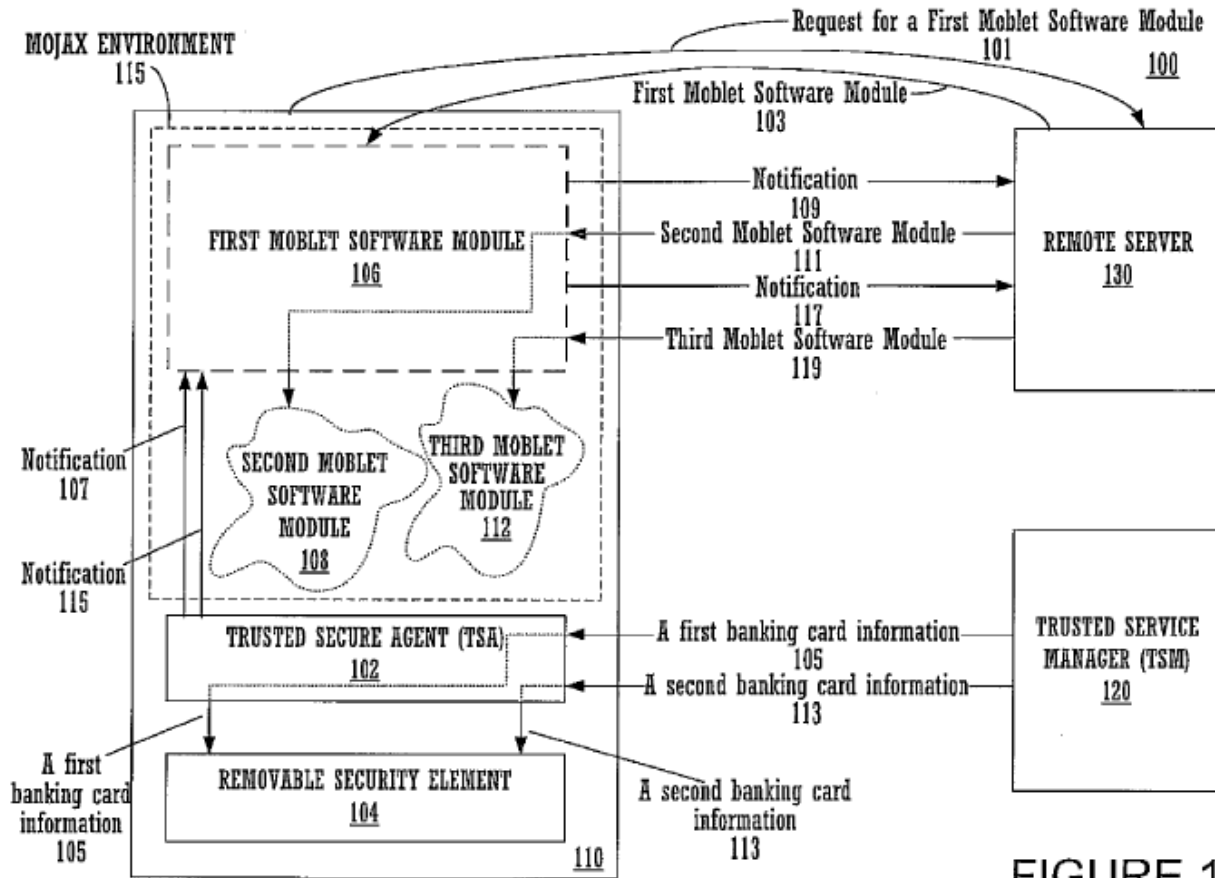 Request for a First Moblet Software Module
101
100
MOJAX ENVIRONMENT
115
First Moblet Software Module
103
Notification
109
FIRST MOBLET SOFTWARE MODULE
106
Second Moblet Software Module
111
REMOTE SERVER
130
Notification
117
Third Moblet Software Module
119
Notification
107
SECOND MOBLET
SOFTWARE
MODULE
108
THIRD MOBLET
SOFTWARE
MODULE
112
Notification
115
TRUSTED SECURE AGENT (TSA)
102
A first banking card information
105
A second banking card information
113
TRUSTED SERVICE
MANAGER (TSM)
120
A first
banking card
information
105
REMOVABLE SECURITY ELEMENT
104
A second banking card
information
113
110
FIGURE 1